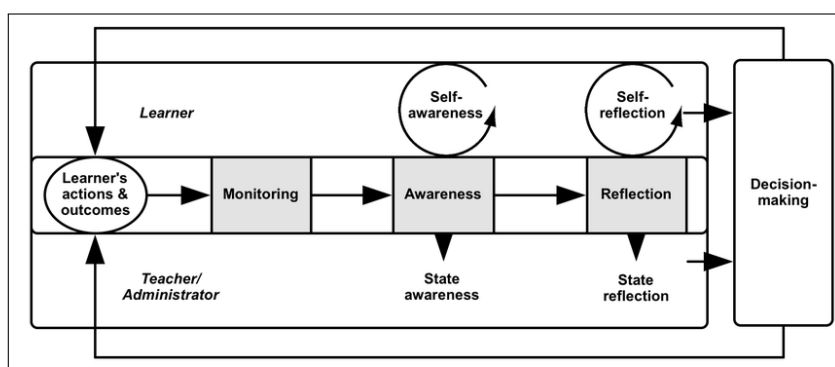 Learner
Self-
awareness
Self-
reflection
Learner's
actions &
outcomes
Monitoring
Awareness
Reflection
Decision-
making
Teacher/
Administrator
State
awareness
State
reflection